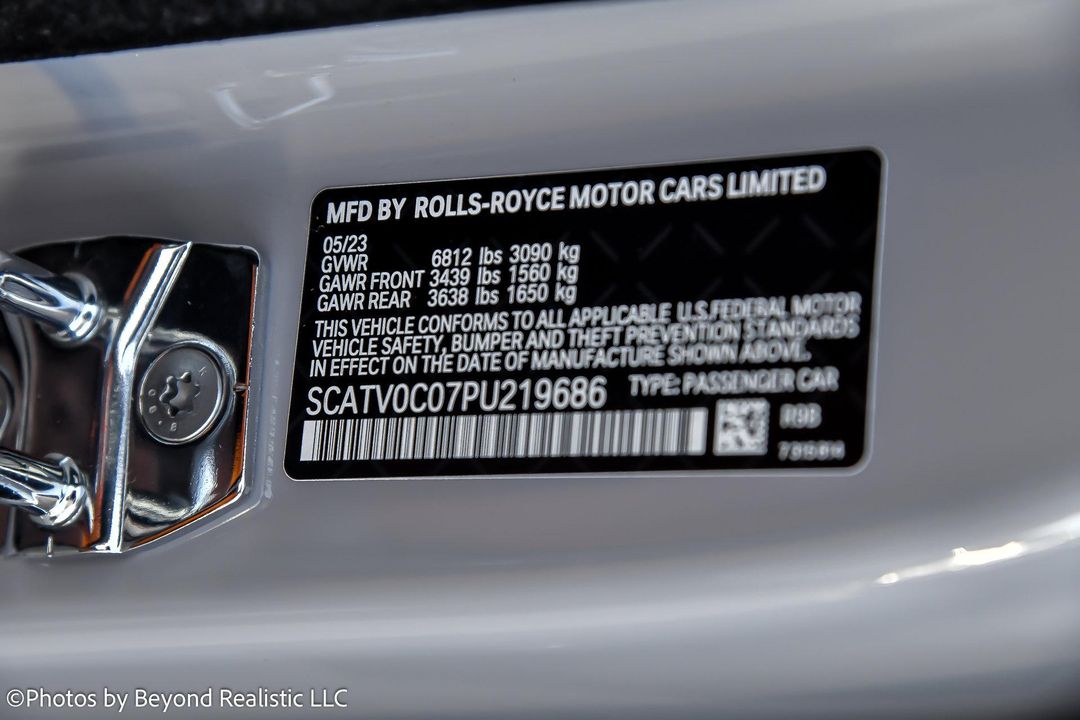 MFD BY ROLLS-ROYCE MOTOR CARS LIMITED
05/23
GVWR 6812 lbs 3090 kg
GAWR FRONT 3439 lbs 1560 kg
GAWR REAR 3638 lbs 1650 kg
THIS VEHICLE CONFORMS TO ALL APPLICABLE U.S.FEDERAL MOTOR
VEHICLE SAFETY, BUMPER AND THEFT PREVENTION STANDARDS
IN EFFECT ON THE DATE OF MANUFACTURE SHOWN ABOVE.
SCATV0C07PU219686 TYPE: PASSENGER CAR
©Photos by Beyond Realistic LLC